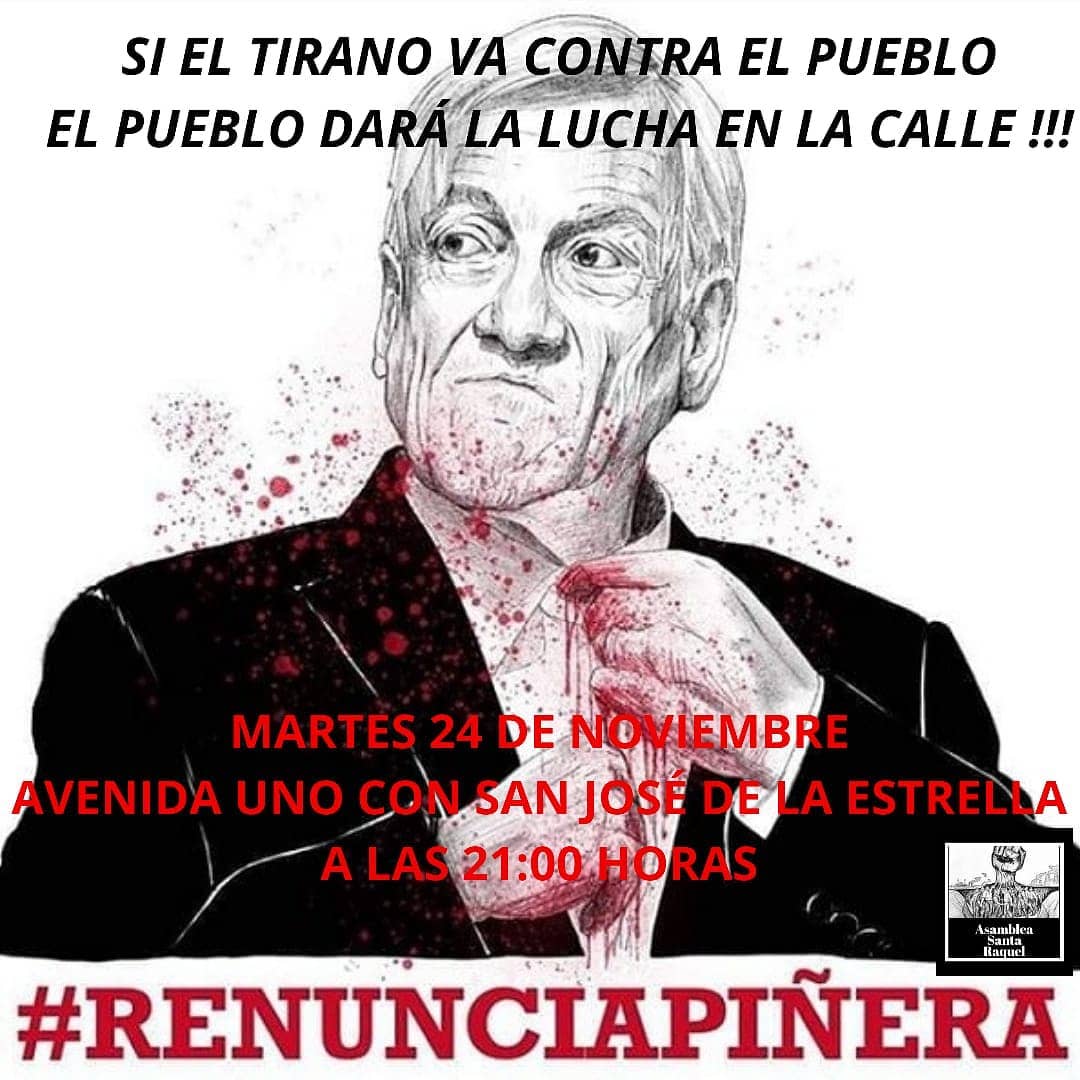 SI EL TIRANO VA CONTRA EL PUEBLO
EL PUEBLO DARÁ LA LUCHA EN LA CALLE !!!
MARTES 24 DE NOVIEMBRE
AVENIDA UNO CON SAN JOSÉ DE LA ESTRELLA
A LAS 21:00 HORAS
Asamblea
Santa
Raquel
#RENUNCIAPIÑERA